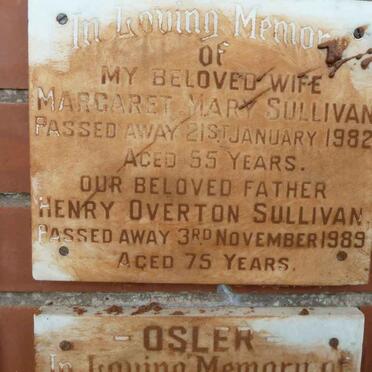 In Loving Memory
OF
MY BELOVED WIFE
MARGARET MARY SULLIVAN
PASSED AWAY 21ST JANUARY 1982
AGED 65 YEARS.
OUR BELOVED FATHER
HENRY OVERTON SULLIVAN
PASSED AWAY 3RD NOVEMBER 1989
AGED 75 YEARS.
OSLER
In Loving Memory of